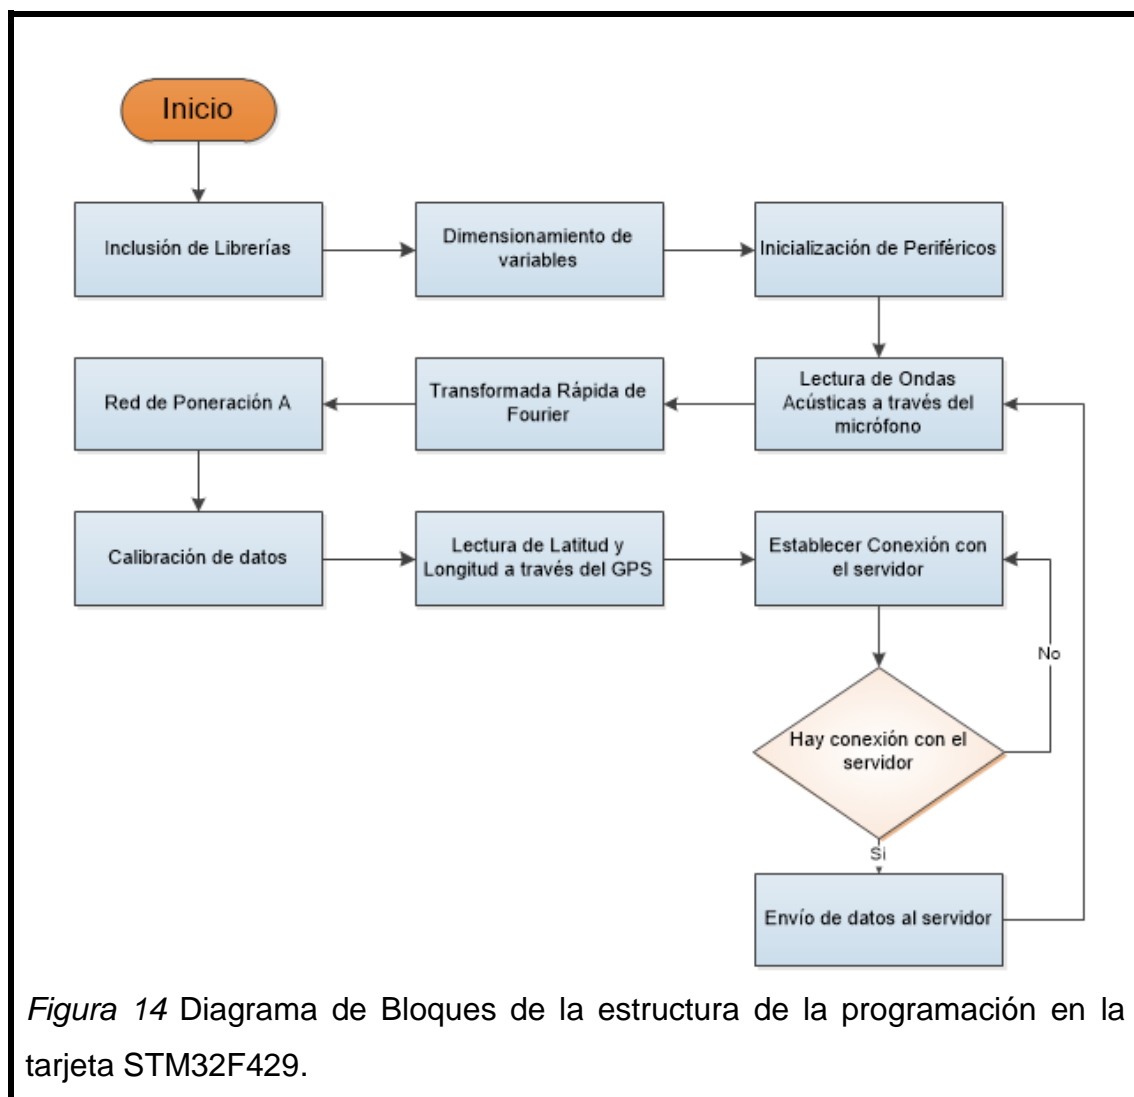 Inicio
Inclusión de Librerías
Dimensionamiento de
variables
Inicialización de Periféricos
Lectura de Ondas
Acústicas a través del
micrófono
Transformada Rápida de
Fourier
Red de Poneración A
Calibración de datos
Lectura de Latitud y
Longitud a través del GPS
Establecer Conexión con
el servidor
No
Hay conexión con el
servidor
Si
Envío de datos al servidor
Figura 14 Diagrama de Bloques de la estructura de la programación en la
tarjeta STM32F429.